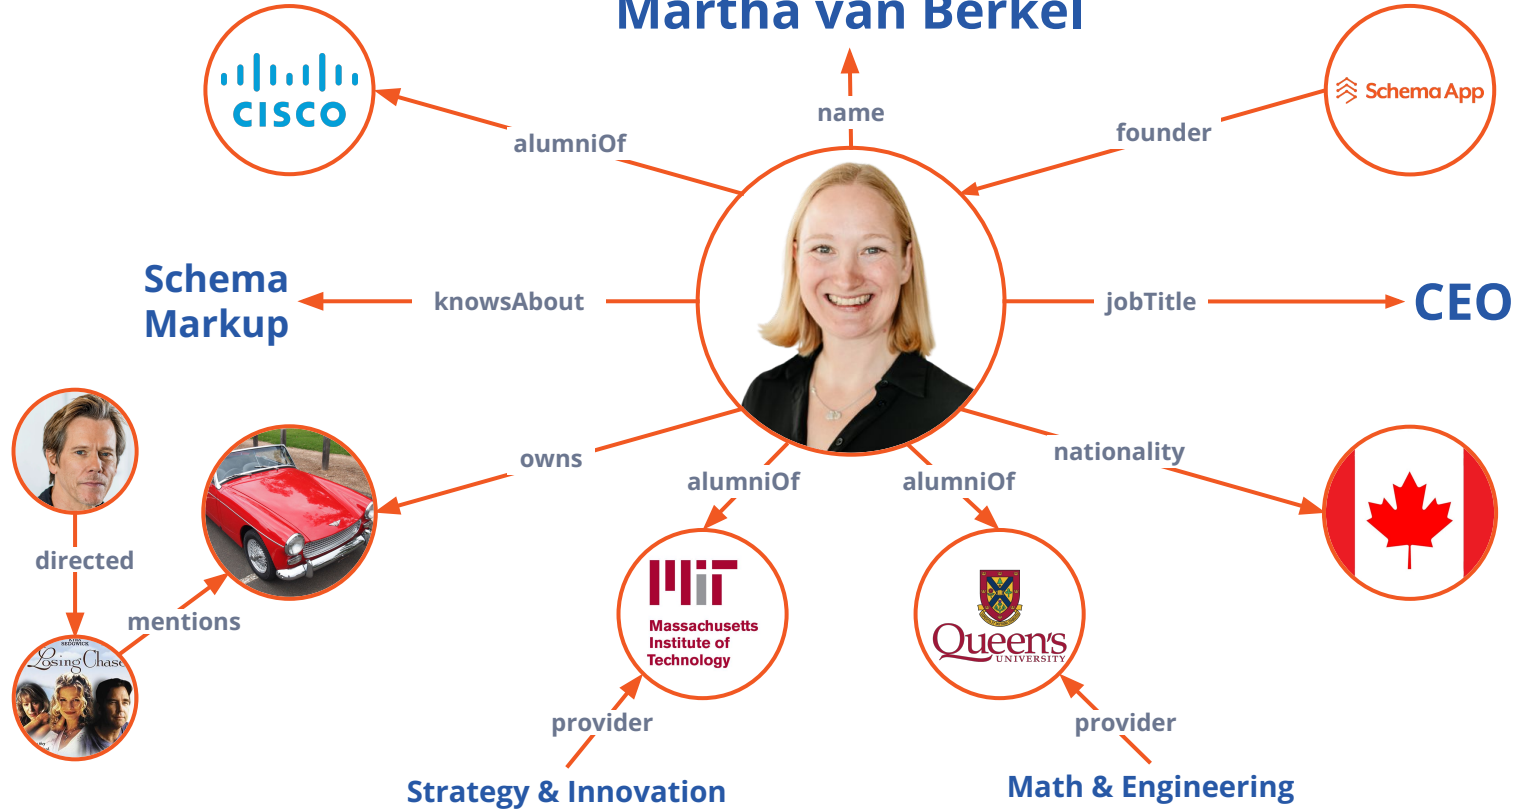 Martha van Berkel
CISCO
name
Schema App
alumniOf
founder
Schema
Markup
knowsAbout
jobTitle
CEO
owns
nationality
alumniOf
alumniOf
directed
mentions
SEDGWICK
Losing Chase
Massachusetts
Institute of
Technology
Queen's
UNIVERSITY
provider
provider
Strategy & Innovation
Math & Engineering